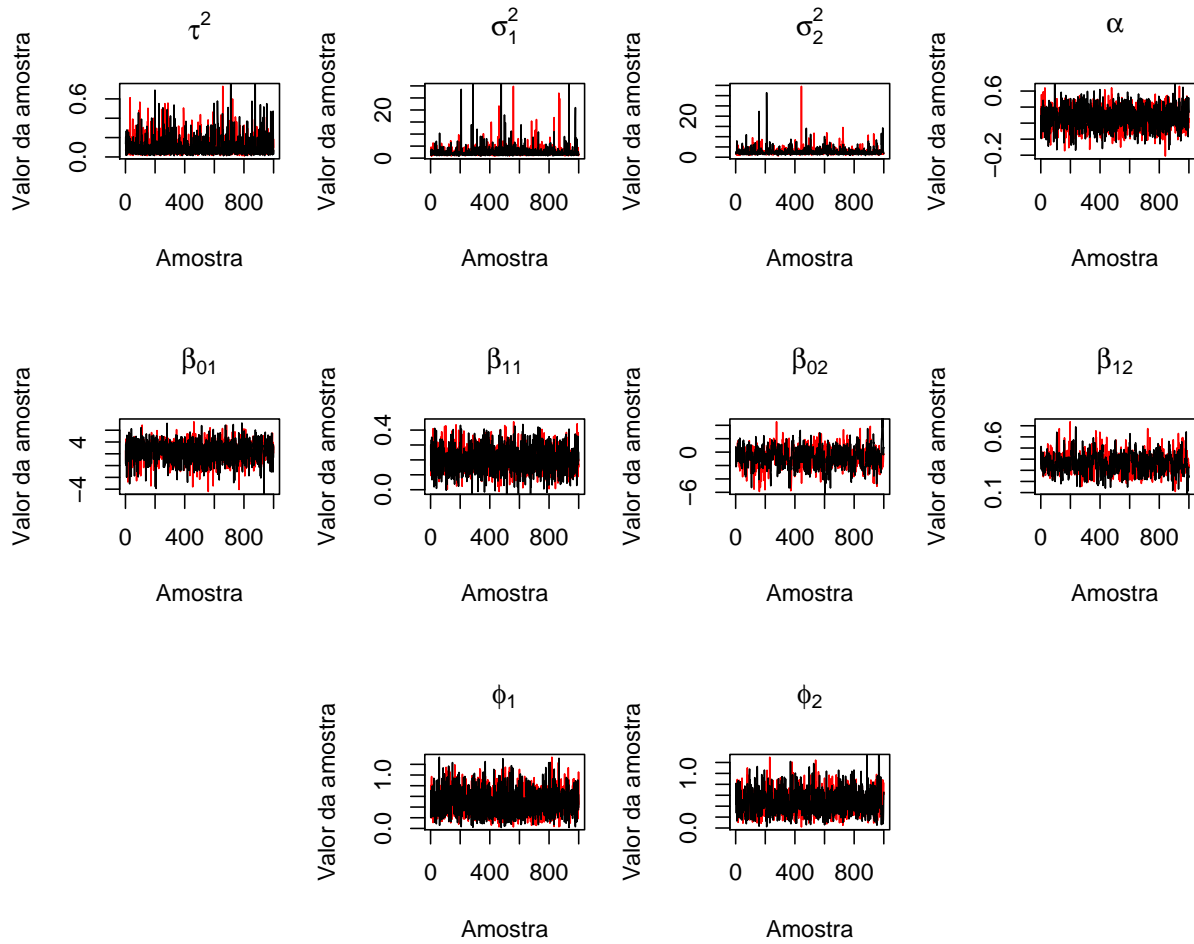 τ²
Valor da amostra
0.0 0.6
0 400 800
Amostra
σ₁²
Valor da amostra
0 20
0 400 800
Amostra
σ₂²
Valor da amostra
0 20
0 400 800
Amostra
α
Valor da amostra
−0.2 0.6
0 400 800
Amostra
β₀₁
Valor da amostra
−4 4
0 400 800
Amostra
β₁₁
Valor da amostra
0.0 0.4
0 400 800
Amostra
β₀₂
Valor da amostra
−6 0
0 400 800
Amostra
β₁₂
Valor da amostra
0.1 0.6
0 400 800
Amostra
ϕ₁
Valor da amostra
0.0 1.0
0 400 800
Amostra
ϕ₂
Valor da amostra
0.0 1.0
0 400 800
Amostra